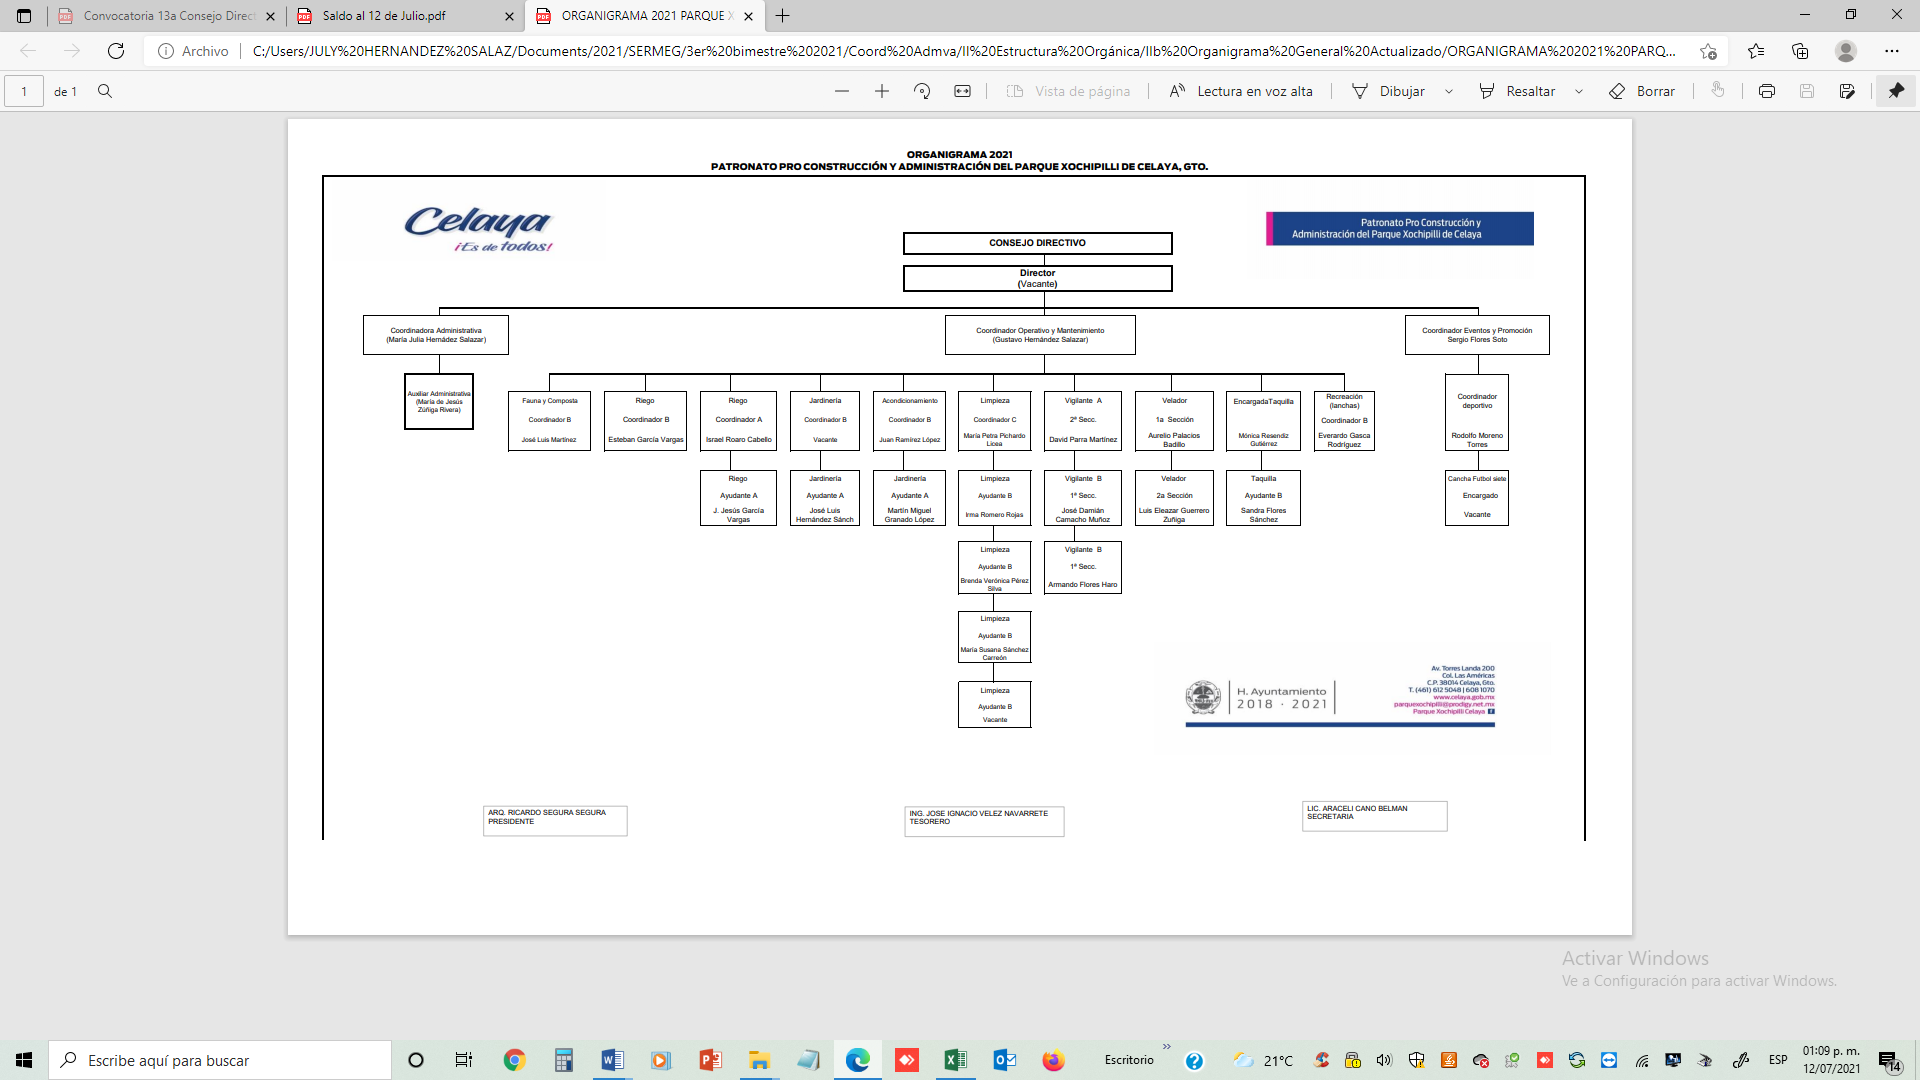 Convocatoria 13a Consejo Direct
Saldo al 12 de Julio.pdf
ORGANIGRAMA 2021 PARQUE X
Archivo
C:/Users/JULY%20HERNANDEZ%20SALAZ/Documents/2021/SERMEG/3er%20bimestre%202021/Coord%20Admva/II%20Estructura%20Orgánica/IIb%20Organigrama%20General%20Actualizado/ORGANIGRAMA%202021%20PARQ...
1 de 1
Vista de página
Lectura en voz alta
Dibujar
Resaltar
Borrar
ORGANIGRAMA 2021
PATRONATO PRO CONSTRUCCIÓN Y ADMINISTRACIÓN DEL PARQUE XOCHIPILLI DE CELAYA, GTO.
Celaya
¡Es de todos!
Patronato Pro Construcción y
Administración del Parque Xochipilli de Celaya
CONSEJO DIRECTIVO
Director
(Vacante)
Coordinadora Administrativa
(María Julia Hernádez Salazar)
Coordinador Operativo y Mantenimiento
(Gustavo Hernández Salazar)
Coordinador Eventos y Promoción
Sergio Flores Soto
Auxiliar Administrativa
(María de Jesús
Zúñiga Rivera)
Fauna y Composta
Coordinador B
José Luis Martínez
Riego
Coordinador B
Esteban García Vargas
Riego
Coordinador A
Israel Roaro Cabello
Jardinería
Coordinador B
Vacante
Acondicionamiento
Coordinador B
Juan Ramírez López
Limpieza
Coordinador C
María Petra Pichardo
Licea
Vigilante A
2ª Secc.
David Parra Martínez
Velador
1a Sección
Aurelio Palacios
Badillo
EncargadaTaquilla
Mónica Resendiz
Gutiérrez
Recreación
(lanchas)
Coordinador B
Everardo Gasca
Rodríguez
Coordinador
deportivo
Rodolfo Moreno
Torres
Riego
Ayudante A
J. Jesús García
Vargas
Jardinería
Ayudante A
José Luis
Hernández Sánch
Jardinería
Ayudante A
Martín Miguel
Granado López
Limpieza
Ayudante B
Irma Romero Rojas
Vigilante B
1ª Secc.
José Damián
Camacho Muñoz
Velador
2a Sección
Luis Eleazar Guerrero
Zuñiga
Taquilla
Ayudante B
Sandra Flores
Sánchez
Cancha Futbol siete
Encargado
Vacante
Limpieza
Ayudante B
Brenda Verónica Pérez
Silva
Vigilante B
1ª Secc.
Armando Flores Haro
Limpieza
Ayudante B
María Susana Sánchez
Carreón
Limpieza
Ayudante B
Vacante
H. Ayuntamiento
2018 · 2021
Av. Torres Landa 200
Col. Las Américas
C.P. 38014 Celaya, Gto.
T. (461) 612 5048 | 608 1070
www.celaya.gob.mx
parquexochipilli@prodigy.net.mx
Parque Xochipilli Celaya
ARQ. RICARDO SEGURA SEGURA
PRESIDENTE
ING. JOSE IGNACIO VELEZ NAVARRETE
TESORERO
LIC. ARACELI CANO BELMAN
SECRETARIA
Activar Windows
Ve a Configuración para activar Windows.
Escribe aquí para buscar
Escritorio
21°C
ESP
01:09 p. m.
12/07/2021
14